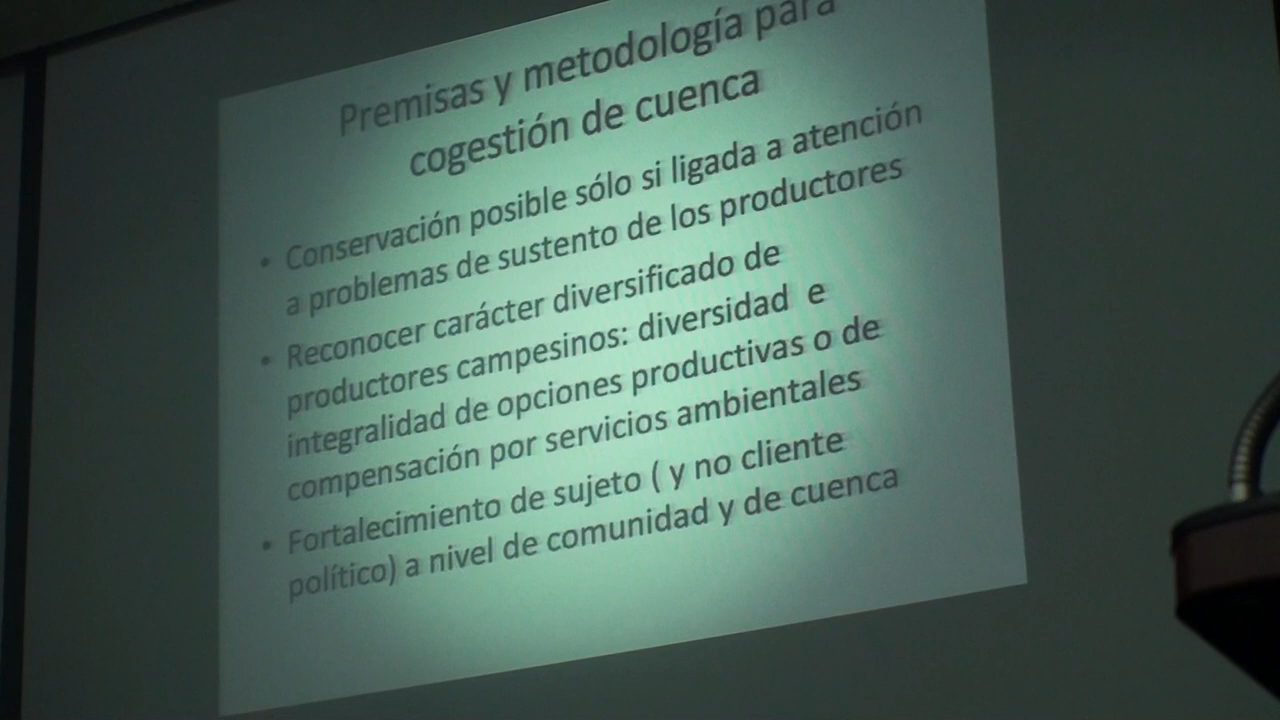 Premisas y metodología para
cogestión de cuenca
• Conservación posible sólo si ligada a atención
a problemas de sustento de los productores
• Reconocer carácter diversificado de
productores campesinos: diversidad e
integralidad de opciones productivas o de
compensación por servicios ambientales
• Fortalecimiento de sujeto ( y no cliente
político) a nivel de comunidad y de cuenca